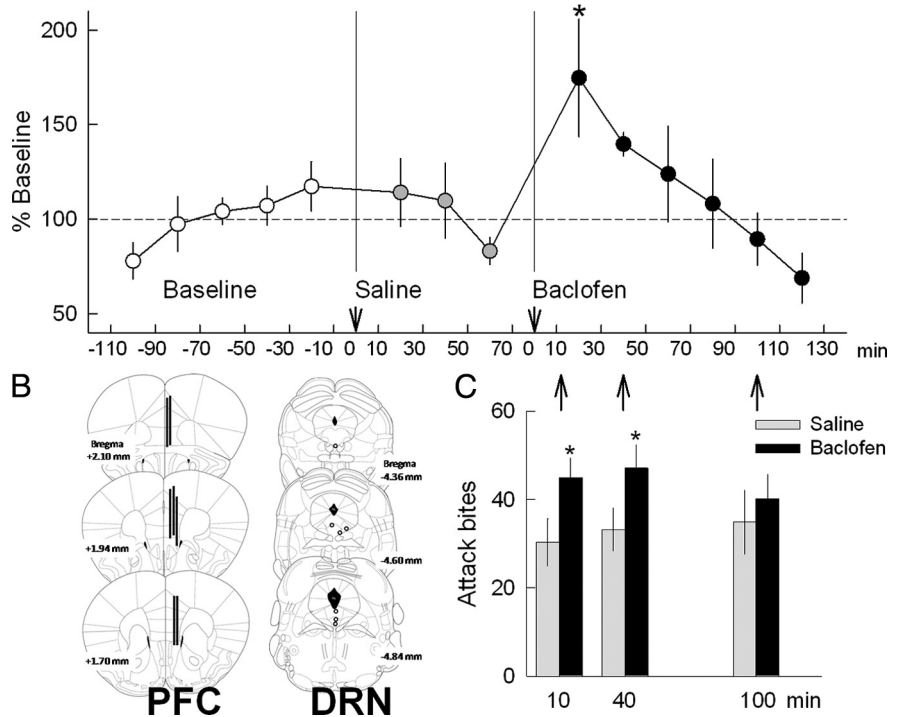 200
*
150
% Baseline
100
Baseline
Saline
Baclofen
50
-110 -90 -70 -50 -30 -10 0 10 30 50 70 0 10 30 50 70 90 110 130 min
B
Bregma
+2.10 mm
+1.94 mm
+1.70 mm
PFC
Bregma
-4.36 mm
-4.60 mm
-4.84 mm
DRN
C
60
Saline
Baclofen
* *
40
Attack bites
20
0
10 40 100 min